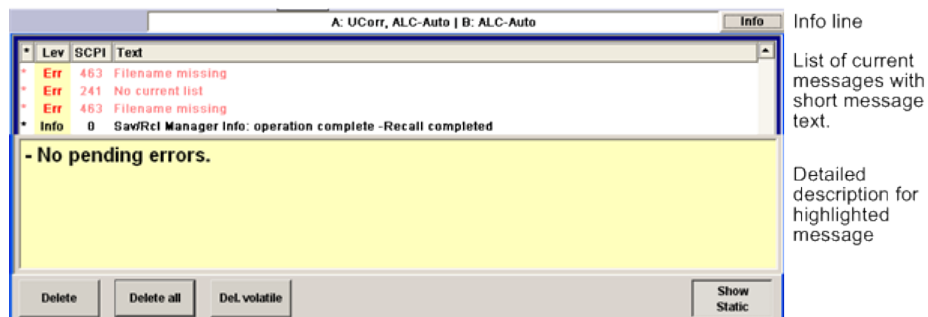 A: UCorr, ALC-Auto | B: ALC-Auto
Info
Info line
* Lev SCPI Text
* Err 463 Filename missing
* Err 241 No current list
* Err 463 Filename missing
* Info 0 Sav/Rcl Manager Info: operation complete -Recall completed
List of current
messages with
short message
text.
- No pending errors.
Detailed
description for
highlighted
message
Delete
Delete all
Del. volatile
Show
Static